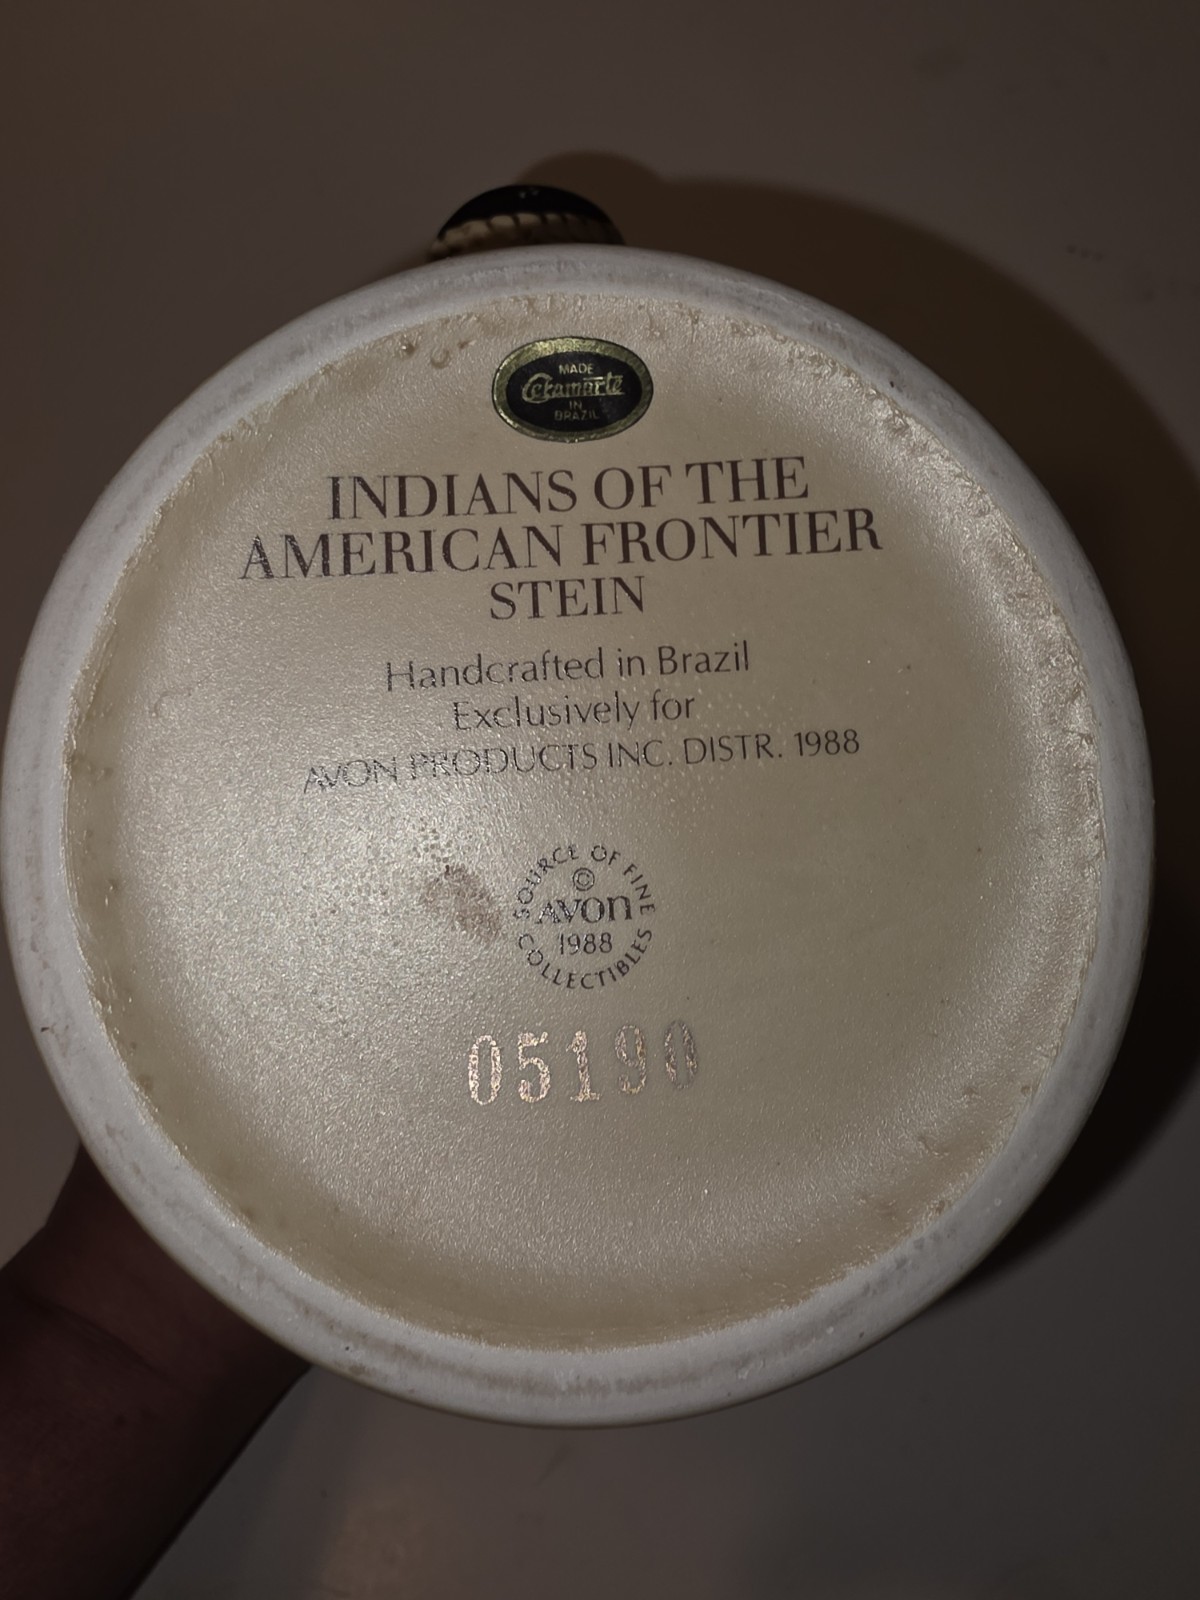 MADE
Ceramarte
IN
BRAZIL
INDIANS OF THE
AMERICAN FRONTIER
STEIN
Handcrafted in Brazil
Exclusively for
AVON PRODUCTS INC. DISTR. 1988
SOURCE OF FINE
©
AVON
1988
COLLECTIBLES
05190